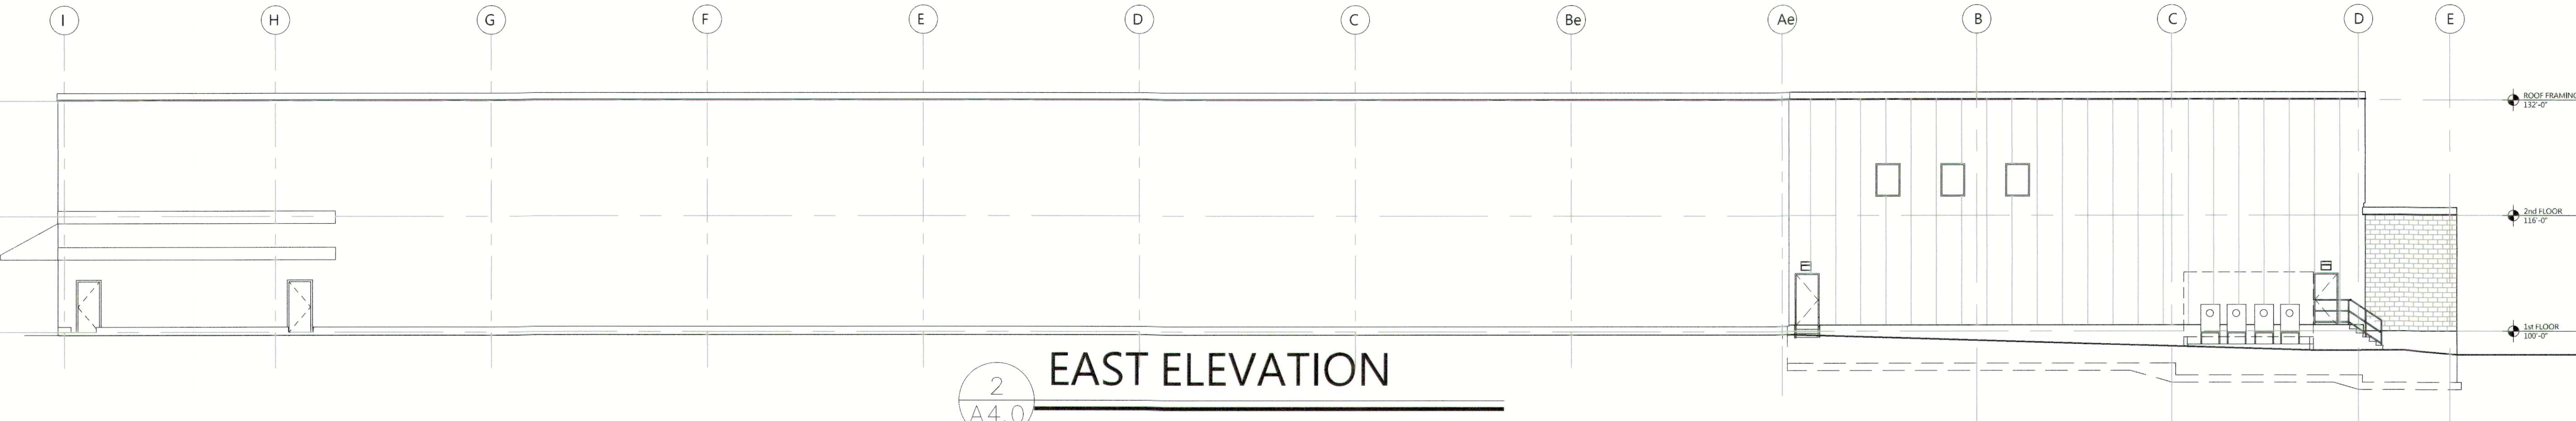 I H G F E D C Be Ae B C D E
ROOF FRAMING
132'-0"
2nd FLOOR
116'-0"
1st FLOOR
100'-0"
EAST ELEVATION
2
A4.0